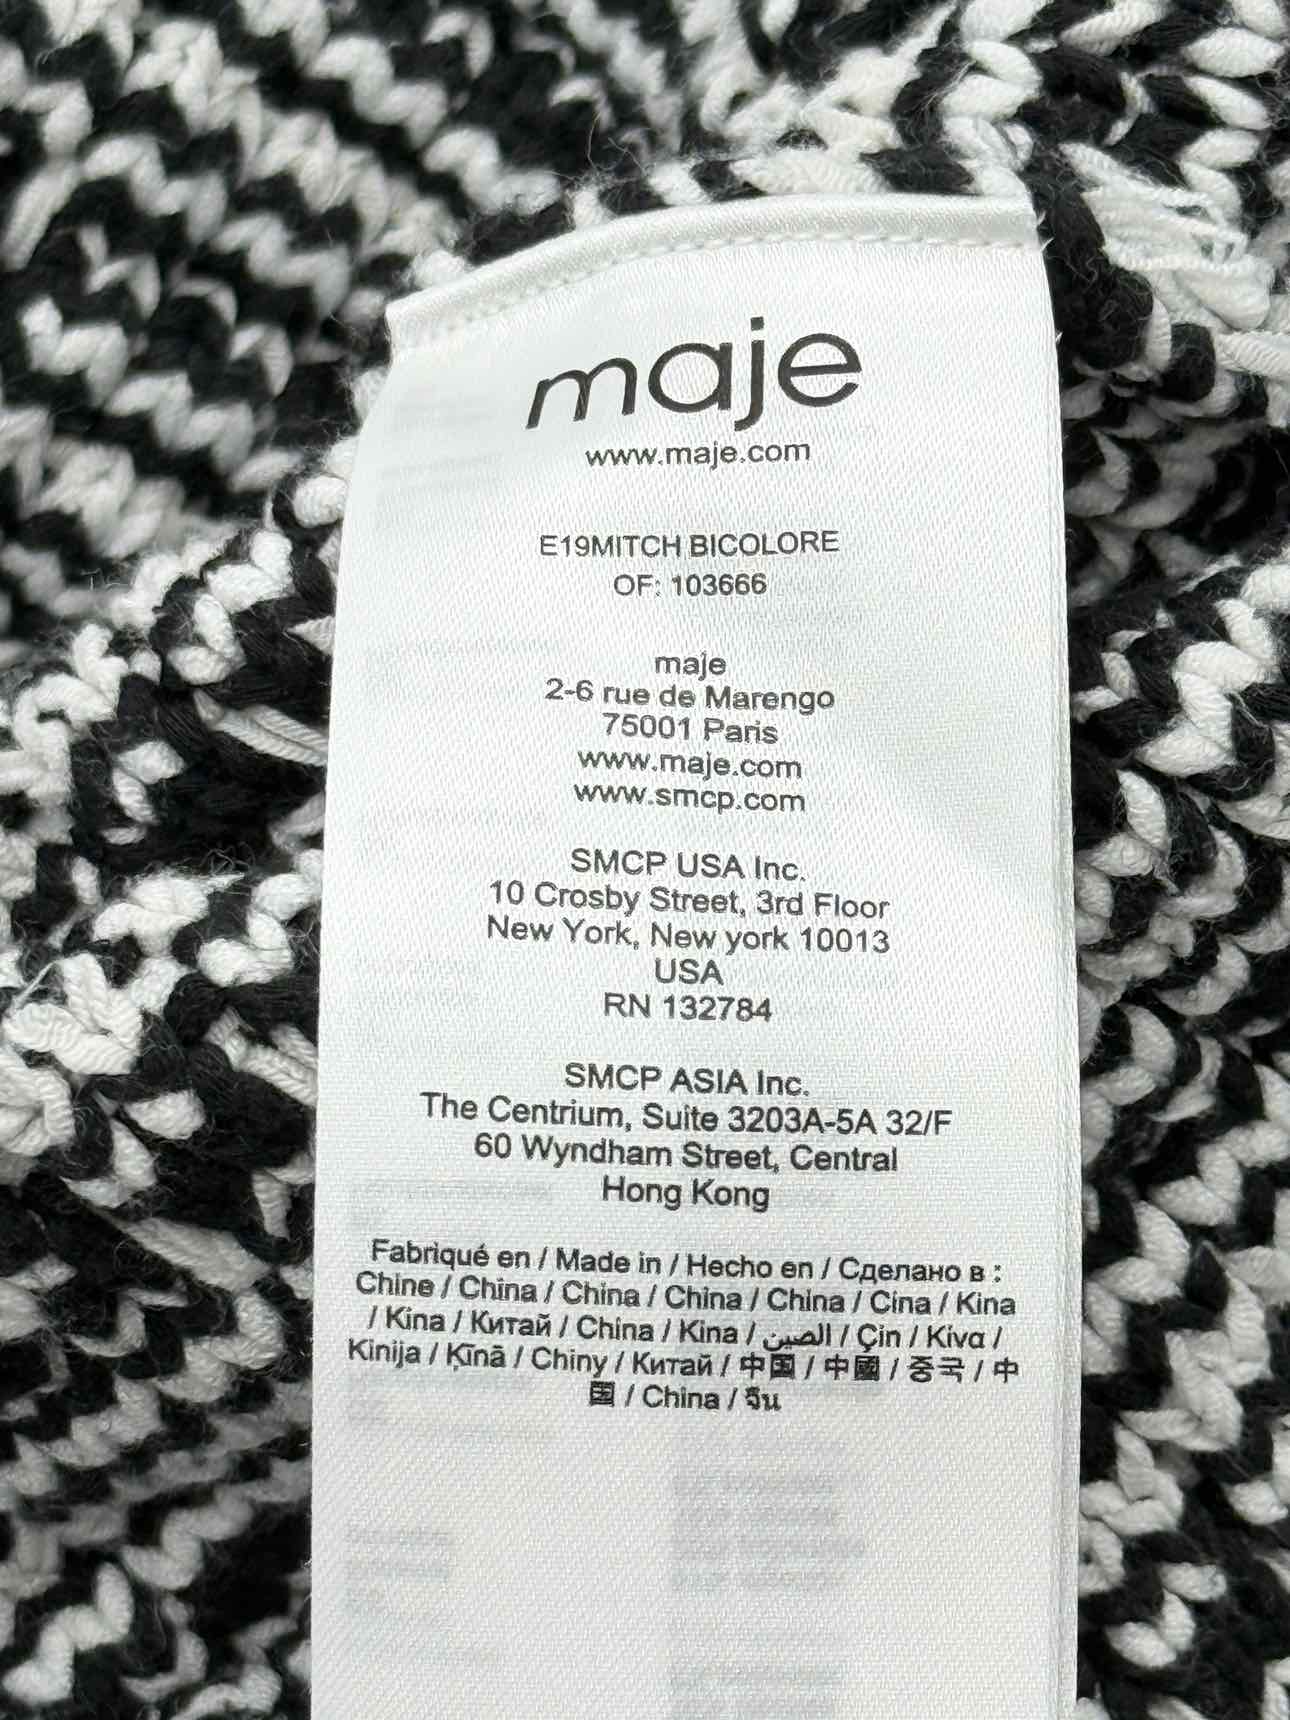 maje
www.maje.com
E19MITCH BICOLORE
OF: 103666
maje
2-6 rue de Marengo
75001 Paris
www.maje.com
www.smcp.com
SMCP USA Inc.
10 Crosby Street, 3rd Floor
New York, New york 10013
USA
RN 132784
SMCP ASIA Inc.
The Centrium, Suite 3203A-5A 32/F
60 Wyndham Street, Central
Hong Kong
Fabriqué en / Made in / Hecho en / Сделано в :
Chine / China / China / China / China / Cina / Kina
/ Kina / Китай / China / Kina / الصين / Çin / Kίνα /
Kinija / Ķīnā / Chiny / Китай / 中国 / 中國 / 중국 / 中
国 / China / จีน